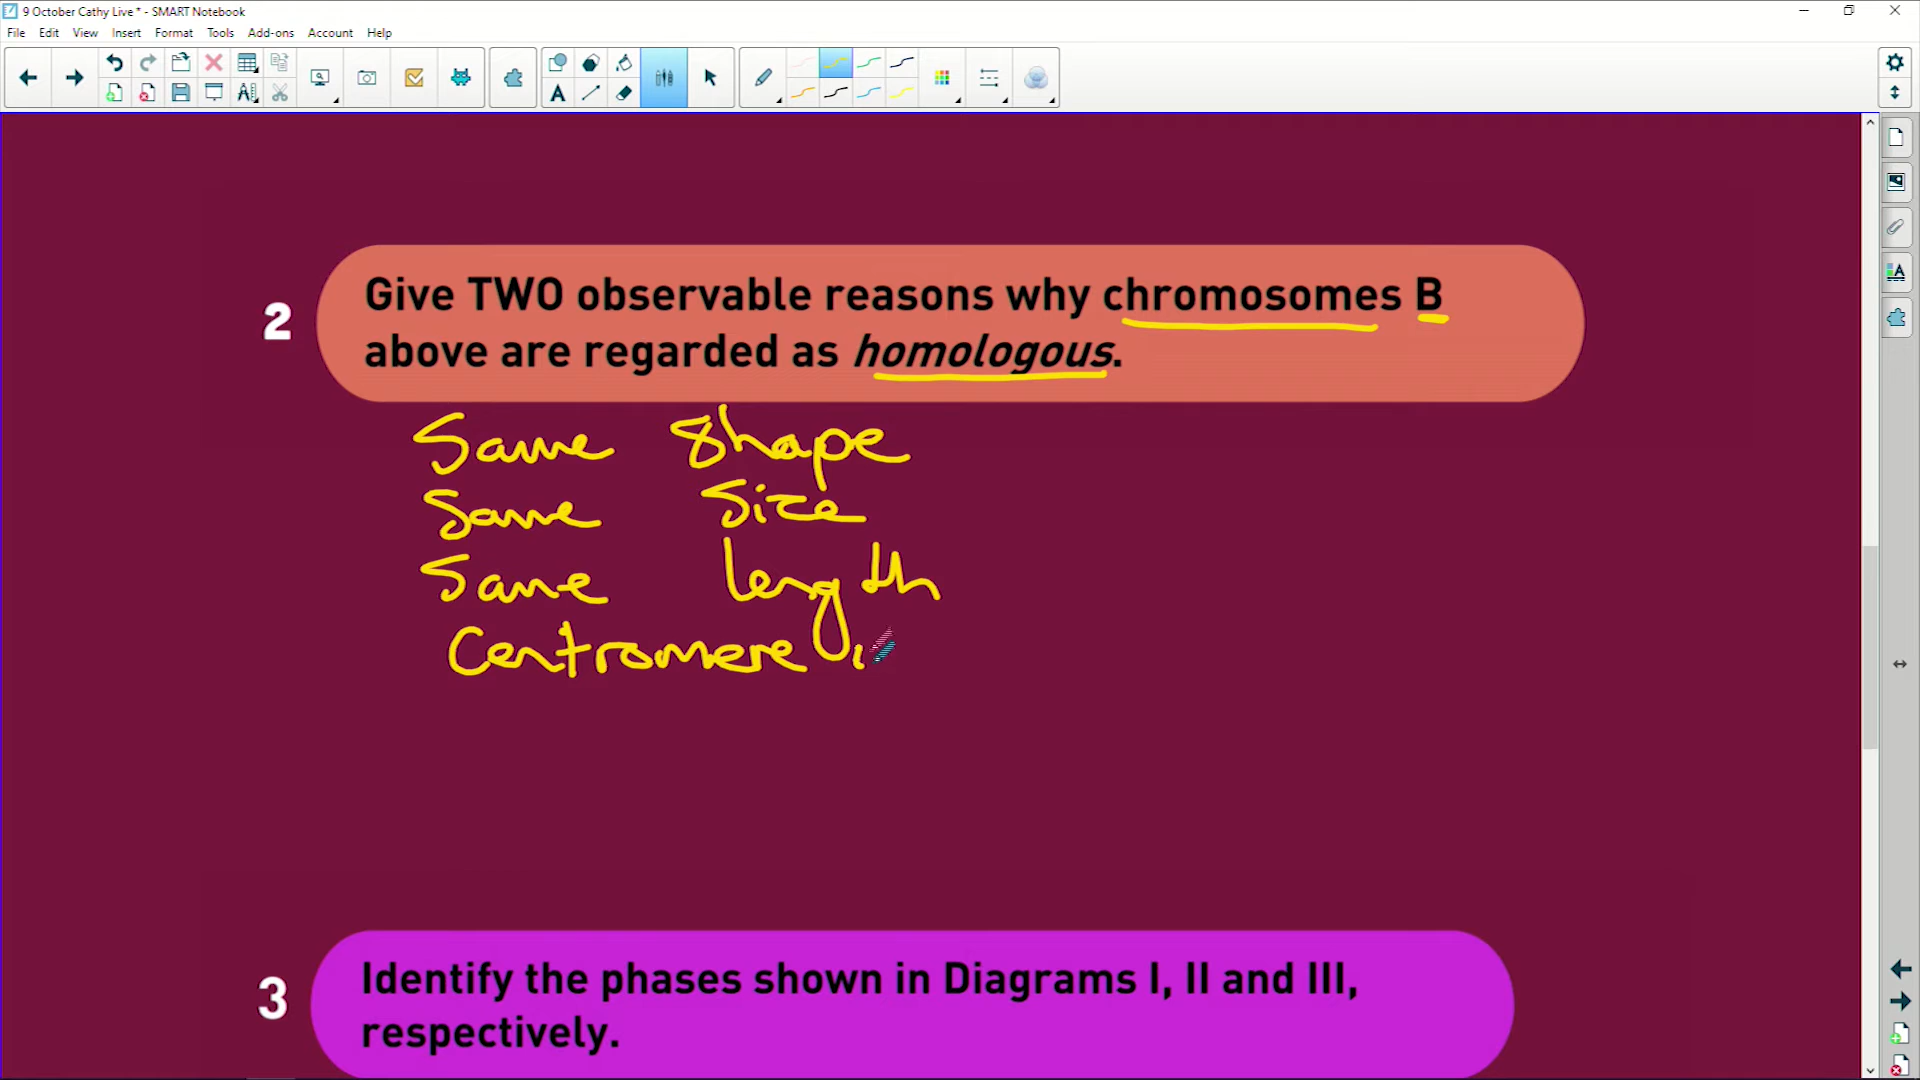 9 October Cathy Live * - SMART Notebook
File Edit View Insert Format Tools Add-ons Account Help
2
Give TWO observable reasons why chromosomes B
above are regarded as homologous.
Same Shape
Same Size
Same length
Centromere i
3
Identify the phases shown in Diagrams I, II and III,
respectively.